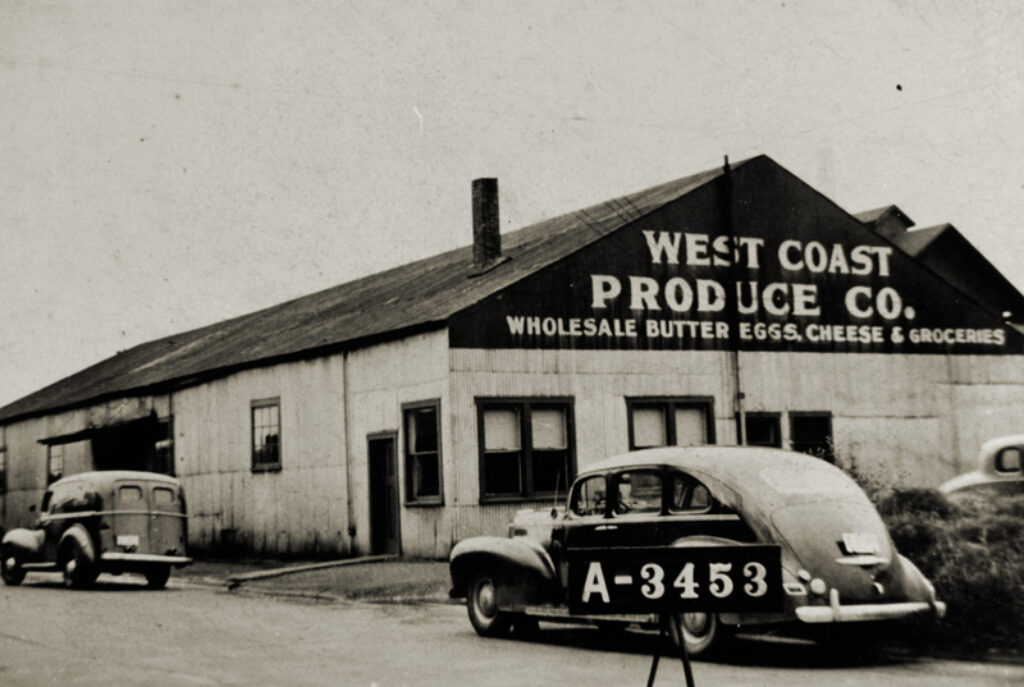 WEST COAST
PRODUCE CO.
WHOLESALE BUTTER EGGS, CHEESE & GROCERIES
A-3453